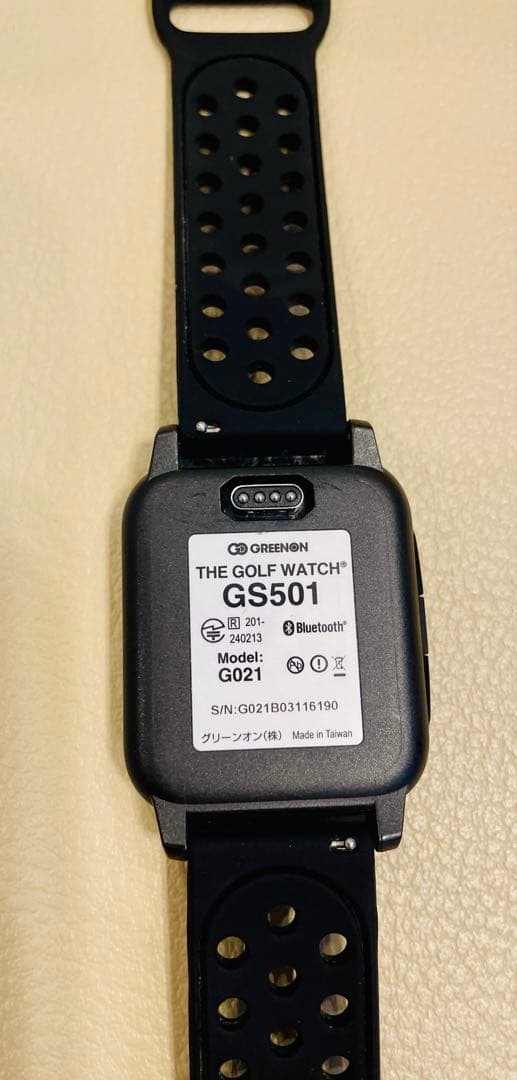 GREENON
THE GOLF WATCH®
GS501
R 201-
240213
Bluetooth®
Model:
G021
S/N:G021B03116190
グリーンオン(株) Made in Taiwan